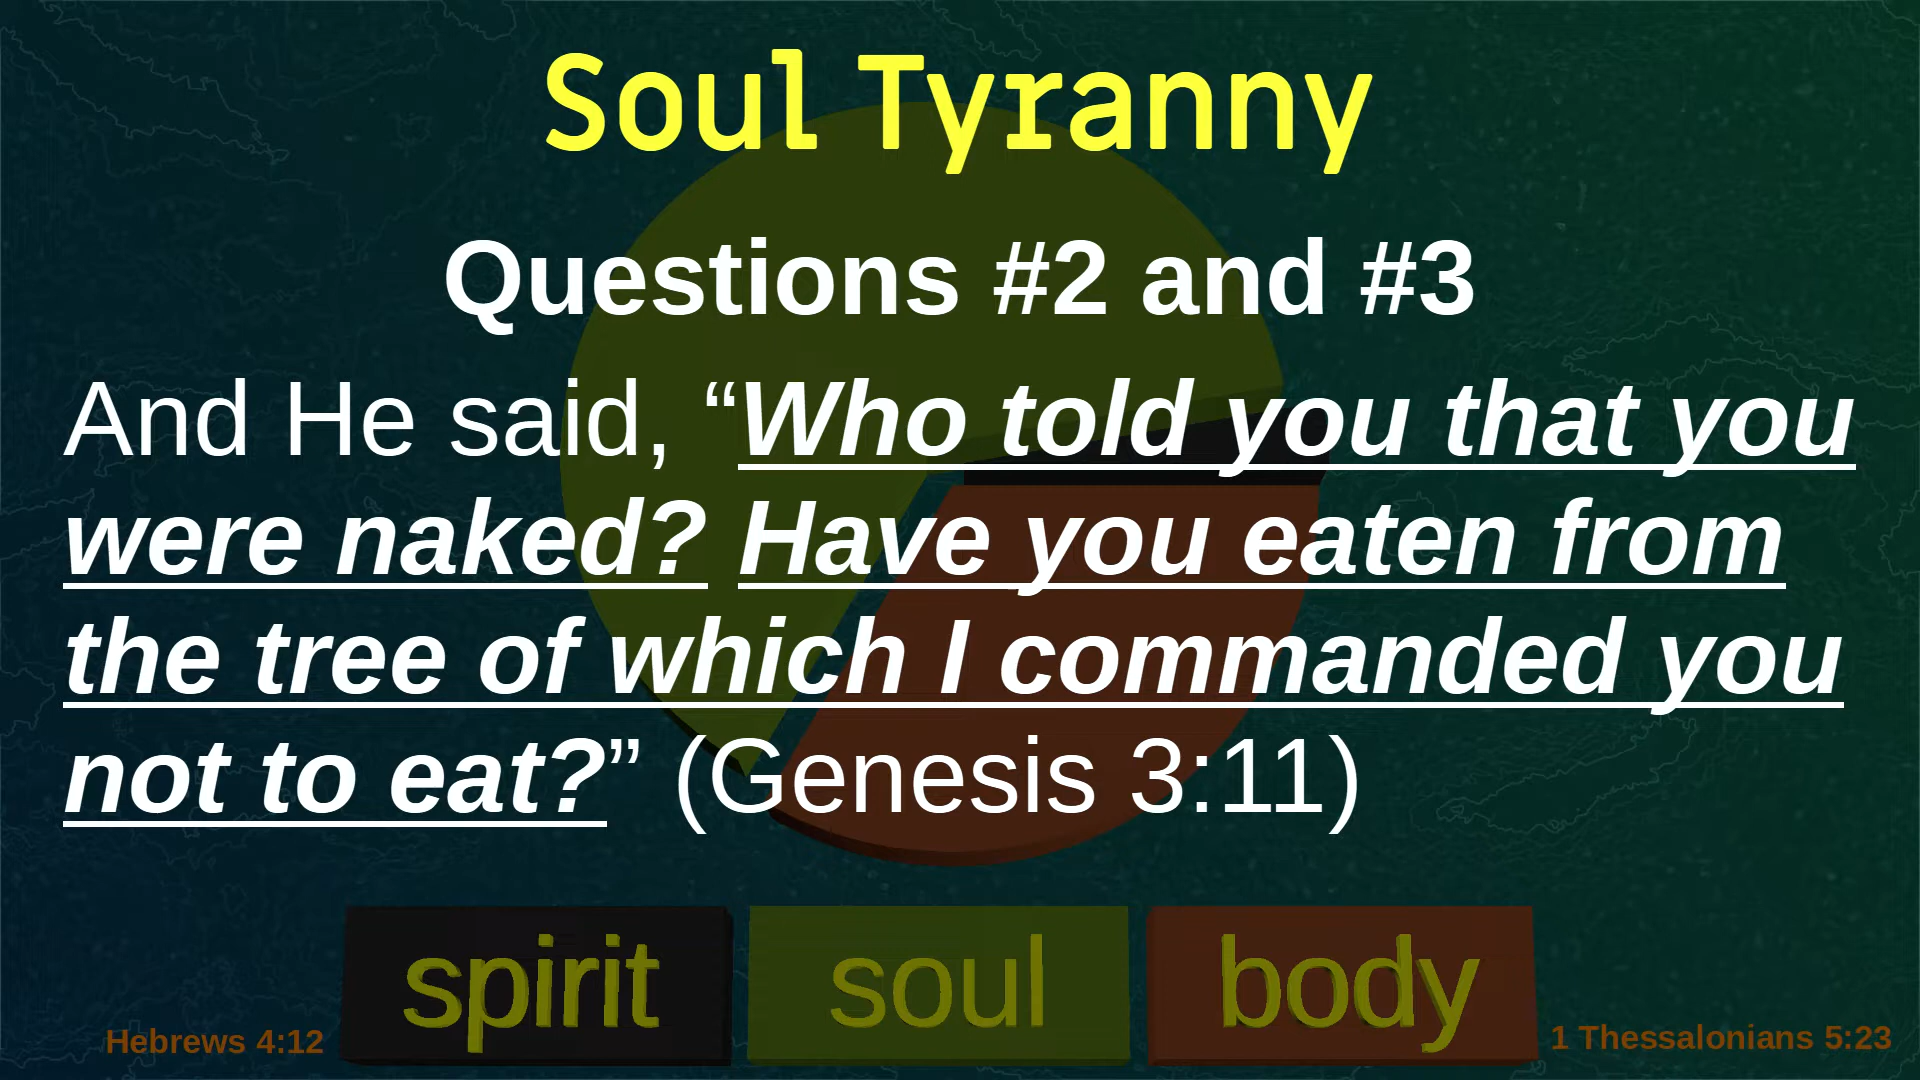 Soul Tyranny
Questions #2 and #3
And He said, “Who told you that you
were naked? Have you eaten from
the tree of which I commanded you
not to eat?” (Genesis 3:11)
spirit soul body
Hebrews 4:12
1 Thessalonians 5:23